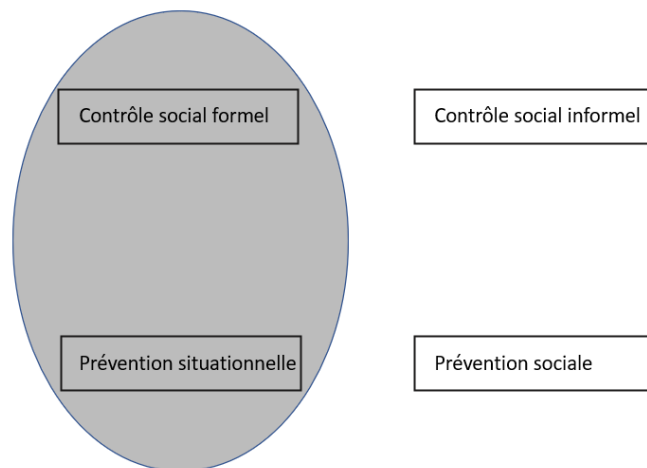 Contrôle social formel
Contrôle social informel
Prévention situationnelle
Prévention sociale